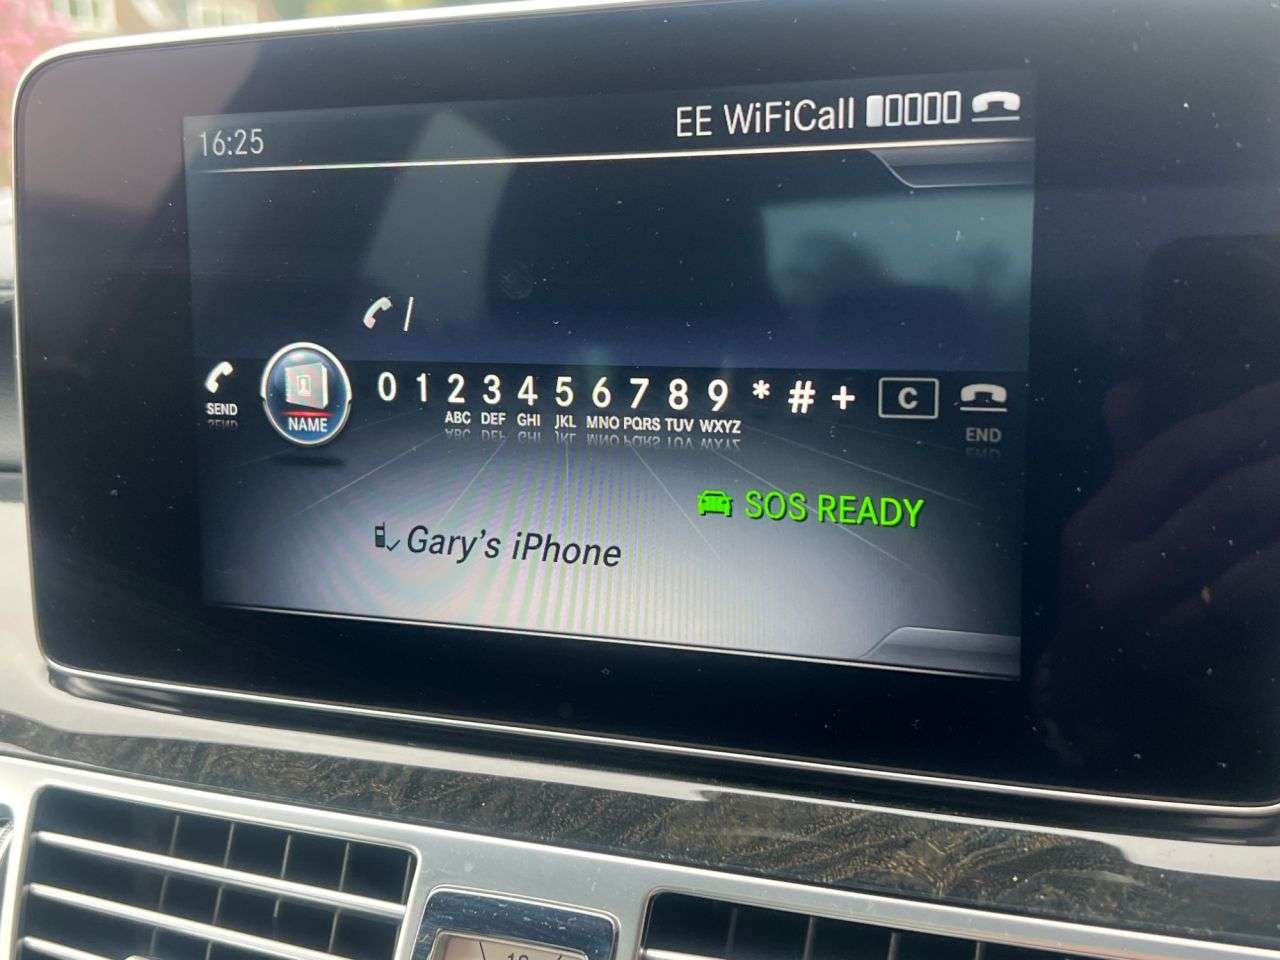 16:25
EE WiFiCall
SEND
NAME
0 1 2 3 4 5 6 7 8 9 * # +
ABC DEF GHI JKL MNO PQRS TUV WXYZ
C
END
SOS READY
Gary's iPhone